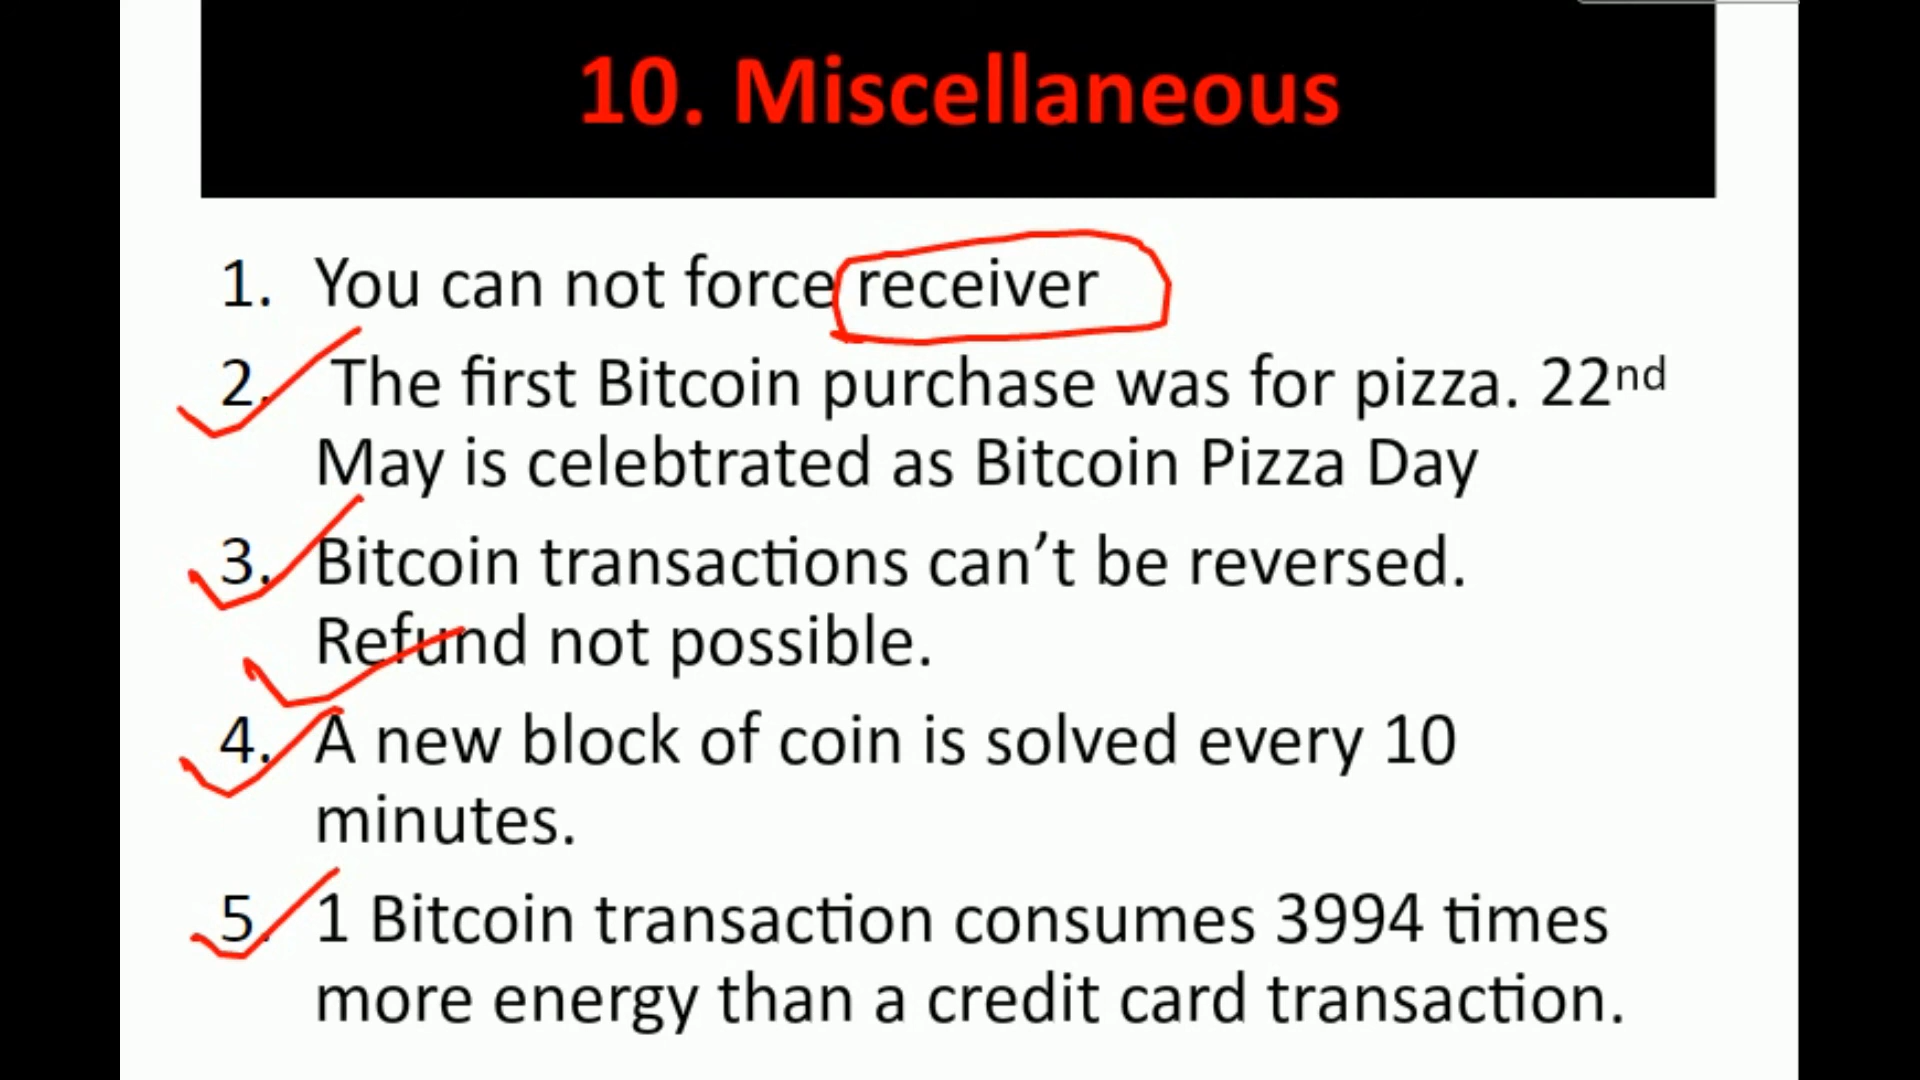 10. Miscellaneous
1. You can not force receiver
2. The first Bitcoin purchase was for pizza. 22nd
May is celebtrated as Bitcoin Pizza Day
3. Bitcoin transactions can’t be reversed.
Refund not possible.
4. A new block of coin is solved every 10
minutes.
5. 1 Bitcoin transaction consumes 3994 times
more energy than a credit card transaction.